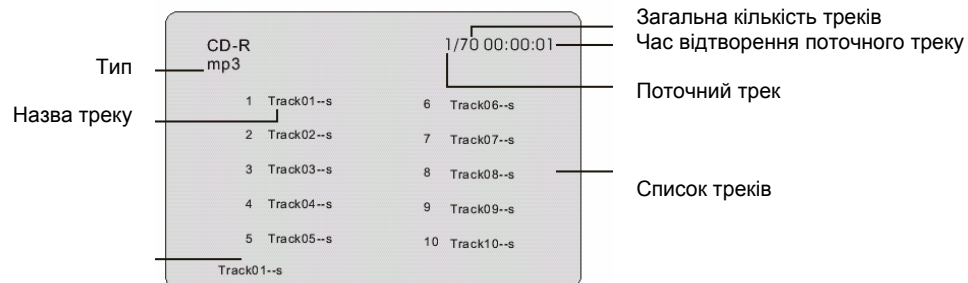 Загальна кількість треків
CD-R 1/70 00:00:01 Час відтворення поточного треку
Тип mp3
Поточний трек
Назва треку 1 Track01--s 6 Track06--s
2 Track02--s 7 Track07--s
3 Track03--s 8 Track08--s
Список треків
4 Track04--s 9 Track09--s
5 Track05--s 10 Track10--s
Track01--s